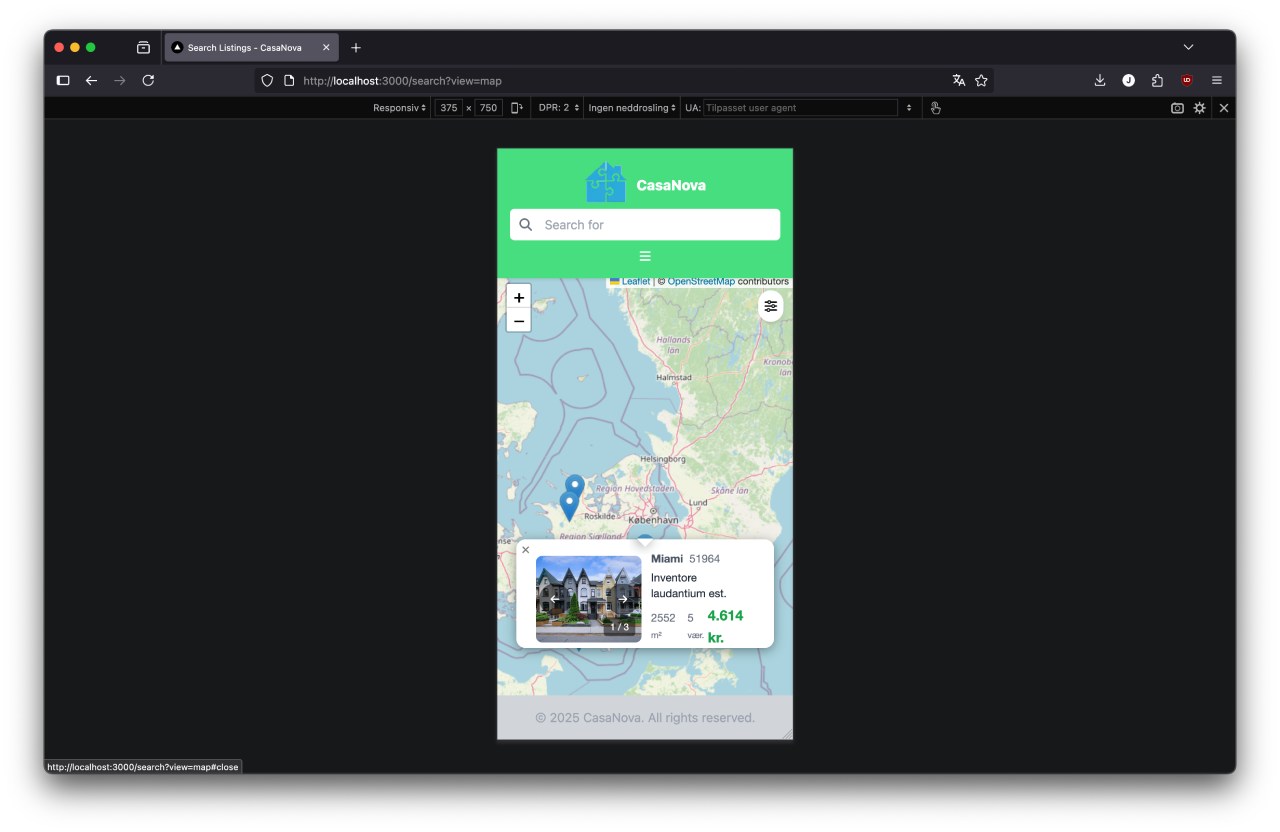 Search Listings - CasaNova
http://localhost:3000/search?view=map
Responsiv 375 × 750 DPR: 2 Ingen neddrosling UA: Tilpasset user agent
CasaNova
Search for
Leaflet | © OpenStreetMap contributors
+
−
Hallands
län
Kronobe
län
Halmstad
Helsingborg
Region Hovedstaden
Skåne län
Lund
Roskilde
København
Region Sjælland
nse
×
Miami 51964
Inventore
laudantium est.
2552 5 4.614
m² vær. kr.
1 / 3
© 2025 CasaNova. All rights reserved.
http://localhost:3000/search?view=map#close